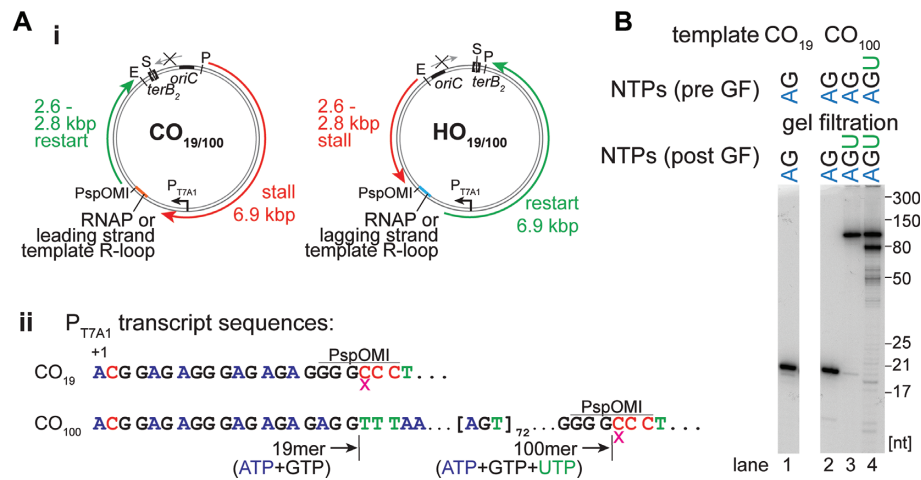 A
i
E S P
oriC
terB2
2.6 -
2.8 kbp
restart
CO19/100
PspOMI
PT7A1
stall
6.9 kbp
RNAP or
leading strand
template R-loop
E S P
oriC
terB2
2.6 -
2.8 kbp
stall
HO19/100
PspOMI
PT7A1
restart
6.9 kbp
RNAP or
lagging strand
template R-loop
ii PT7A1 transcript sequences:
+1
PspOMI
CO19 ACG GAG AGG GAG AGA GGG GCCC T...
X
PspOMI
CO100 ACG GAG AGG GAG AGA GAG GTT TAA... [AGT]72...GGG GCC C T...
X
19mer
(ATP+GTP)
100mer
(ATP+GTP+UTP)
B
template CO19 CO100
NTPs (pre GF) AG AG AG AGU
gel filtration
NTPs (post GF) AG AG AGU AGU
300
150
80
50
25
21
17
[nt]
lane 1 2 3 4